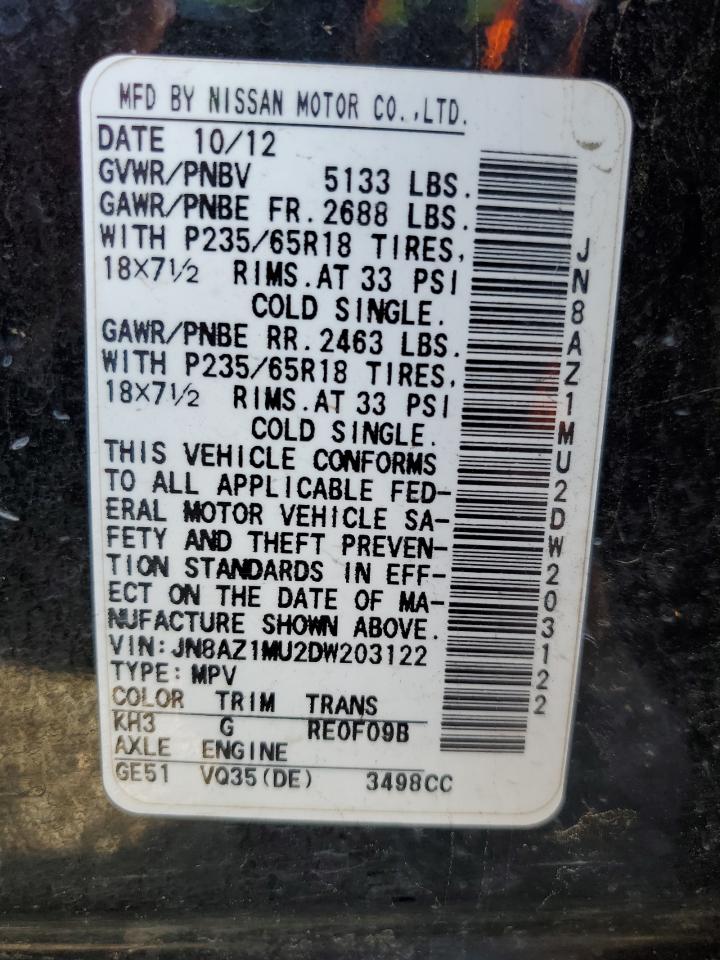 MFD BY NISSAN MOTOR CO.,LTD.
DATE 10/12
GVWR/PNBV 5133 LBS.
GAWR/PNBE FR.2688 LBS.
WITH P235/65R18 TIRES,
18X7½ RIMS.AT 33 PSI
COLD SINGLE.
GAWR/PNBE RR.2463 LBS.
WITH P235/65R18 TIRES,
18X7½ RIMS.AT 33 PSI
COLD SINGLE.
THIS VEHICLE CONFORMS
TO ALL APPLICABLE FED-
ERAL MOTOR VEHICLE SA-
FETY AND THEFT PREVEN-
TION STANDARDS IN EFF-
ECT ON THE DATE OF MA-
NUFACTURE SHOWN ABOVE.
VIN:JN8AZ1MU2DW203122
TYPE:MPV
COLOR TRIM TRANS
KH3 G RE0F09B
AXLE ENGINE
GE51 VQ35(DE) 3498CC
JN8AZ1MU2DW203122